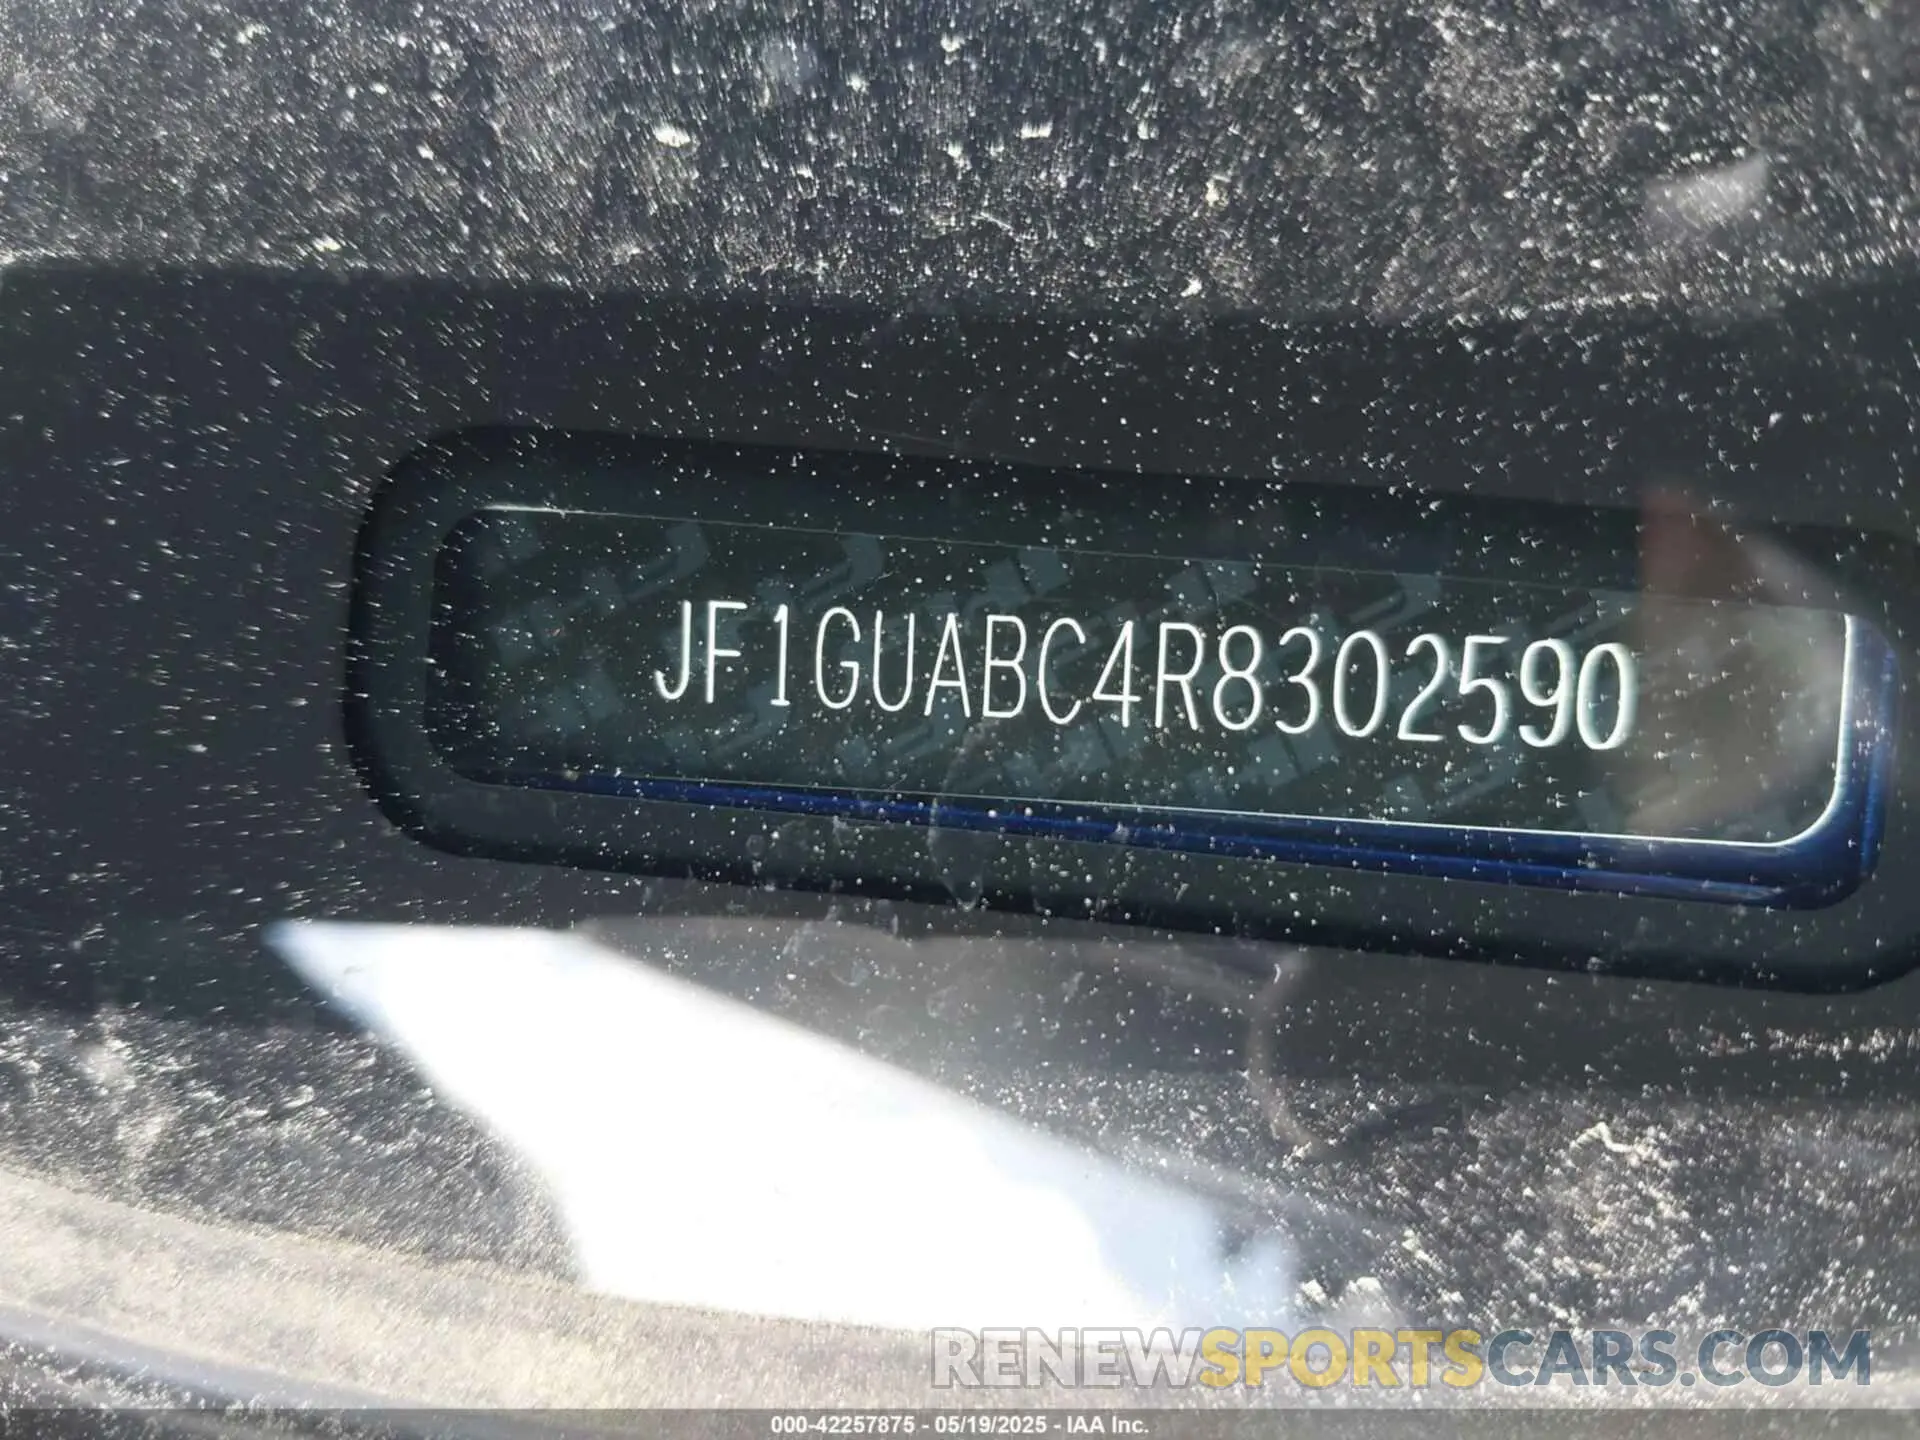 JF1GUABC4R8302590
RENEWSPORTSCARS.COM
000-42257875 - 05/19/2025 - IAA Inc.